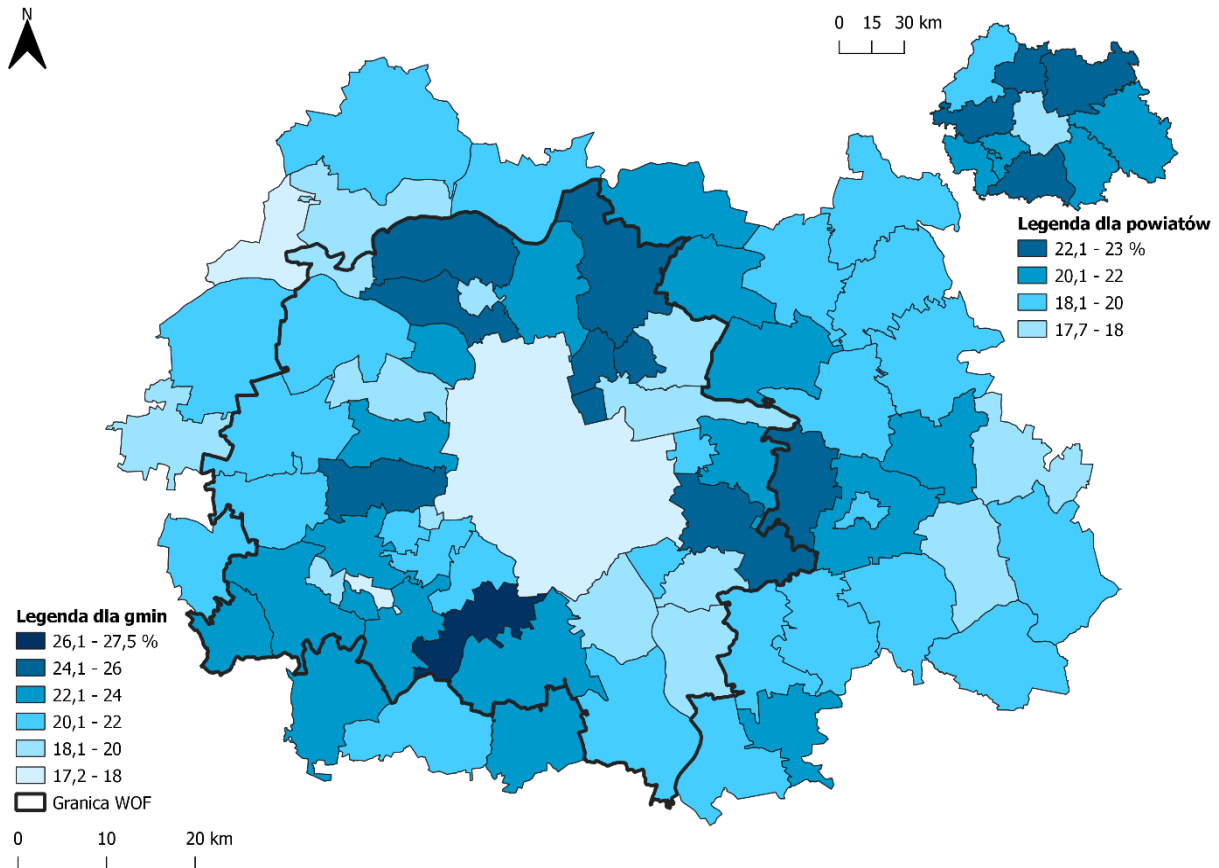 N
0 15 30 km
Legenda dla powiatów
22,1 - 23 %
20,1 - 22
18,1 - 20
17,7 - 18
Legenda dla gmin
26,1 - 27,5 %
24,1 - 26
22,1 - 24
20,1 - 22
18,1 - 20
17,2 - 18
Granica WOF
0 10 20 km